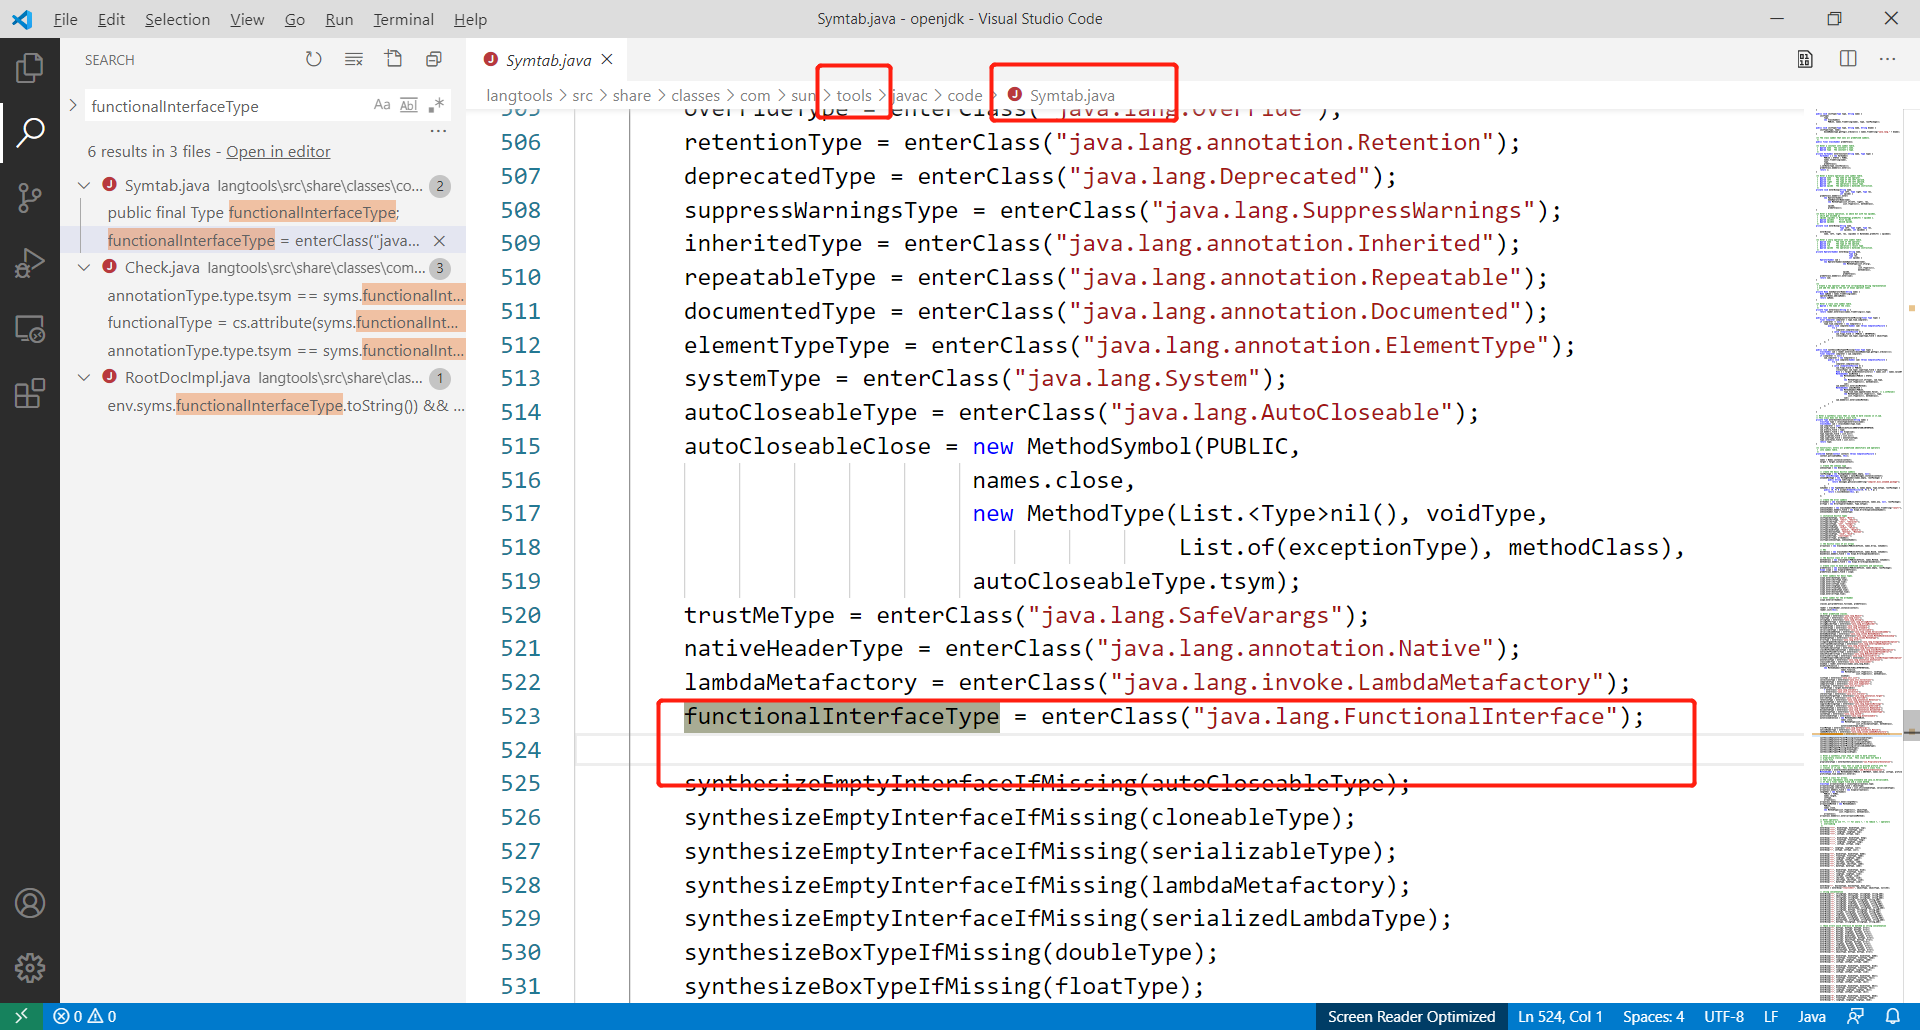 File Edit Selection View Go Run Terminal Help
Symtab.java - openjdk - Visual Studio Code
SEARCH
functionalInterfaceType
Aa Abl .*
6 results in 3 files - Open in editor
Symtab.java langtools\src\share\classes\co... 2
public final Type functionalInterfaceType;
functionalInterfaceType = enterClass("java...
Check.java langtools\src\share\classes\com... 3
annotationType.type.tsym == syms.functionalInt...
functionalType = cs.attribute(syms.functionalInt...
annotationType.type.tsym == syms.functionalInt...
RootDocImpl.java langtools\src\share\clas... 1
env.syms.functionalInterfaceType.toString()) && ...
Symtab.java
langtools > src > share > classes > com > sun > tools > javac > code > Symtab.java
505 overrideType = enterClass("java.lang.Override");
506 retentionType = enterClass("java.lang.annotation.Retention");
507 deprecatedType = enterClass("java.lang.Deprecated");
508 suppressWarningsType = enterClass("java.lang.SuppressWarnings");
509 inheritedType = enterClass("java.lang.annotation.Inherited");
510 repeatableType = enterClass("java.lang.annotation.Repeatable");
511 documentedType = enterClass("java.lang.annotation.Documented");
512 elementTypeType = enterClass("java.lang.annotation.ElementType");
513 systemType = enterClass("java.lang.System");
514 autoCloseableType = enterClass("java.lang.AutoCloseable");
515 autoCloseableClose = new MethodSymbol(PUBLIC,
516 names.close,
517 new MethodType(List.<Type>nil(), voidType,
518 List.of(exceptionType), methodClass),
519 autoCloseableType.tsym);
520 trustMeType = enterClass("java.lang.SafeVarargs");
521 nativeHeaderType = enterClass("java.lang.annotation.Native");
522 lambdaMetafactory = enterClass("java.lang.invoke.LambdaMetafactory");
523 functionalInterfaceType = enterClass("java.lang.FunctionalInterface");
524
525 synthesizeEmptyInterfaceIfMissing(autoCloseableType);
526 synthesizeEmptyInterfaceIfMissing(cloneableType);
527 synthesizeEmptyInterfaceIfMissing(serializableType);
528 synthesizeEmptyInterfaceIfMissing(lambdaMetafactory);
529 synthesizeEmptyInterfaceIfMissing(serializedLambdaType);
530 synthesizeBoxTypeIfMissing(doubleType);
531 synthesizeBoxTypeIfMissing(floatType);
0 0
Screen Reader Optimized Ln 524, Col 1 Spaces: 4 UTF-8 LF Java